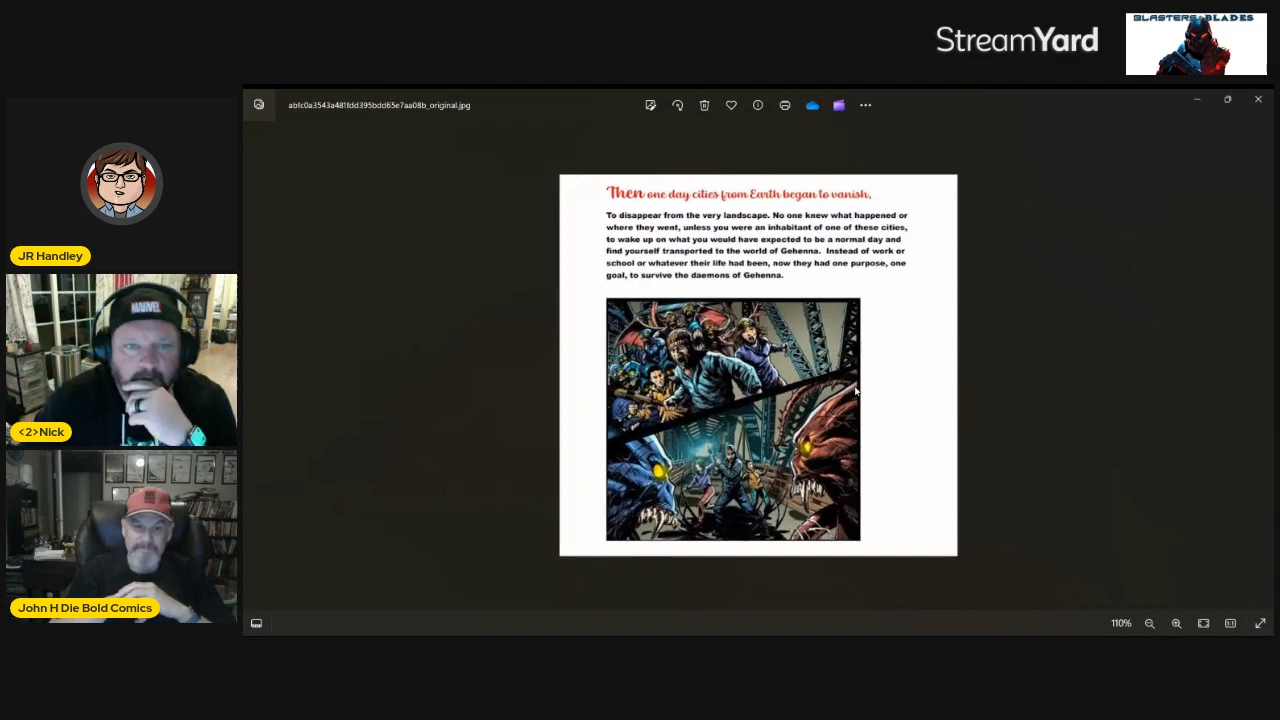 StreamYard
BLASTERS & BLADES
JR Handley
MARVEL
<2>Nick
John H Die Bold Comics
Then one day cities from Earth began to vanish,
To disappear from the very landscape. No one knew what happened or
where they went, unless you were an inhabitant of one of these cities,
to wake up on what you would have expected to be a normal day and
find yourself transported to the world of Gehenna. Instead of work or
school or whatever their life had been, now they had one purpose, one
goal, to survive the daemons of Gehenna.
110%